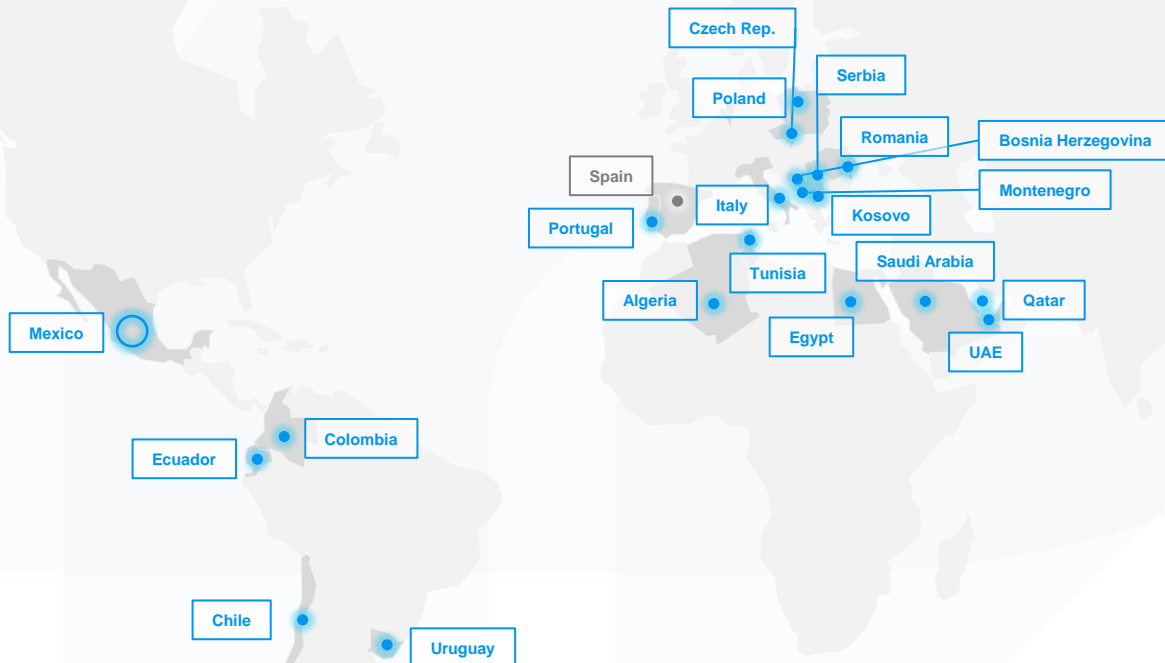 Czech Rep.
Serbia
Poland
Romania
Bosnia Herzegovina
Spain
Montenegro
Italy
Portugal
Kosovo
Saudi Arabia
Tunisia
Algeria
Qatar
Mexico
Egypt
UAE
Colombia
Ecuador
Chile
Uruguay